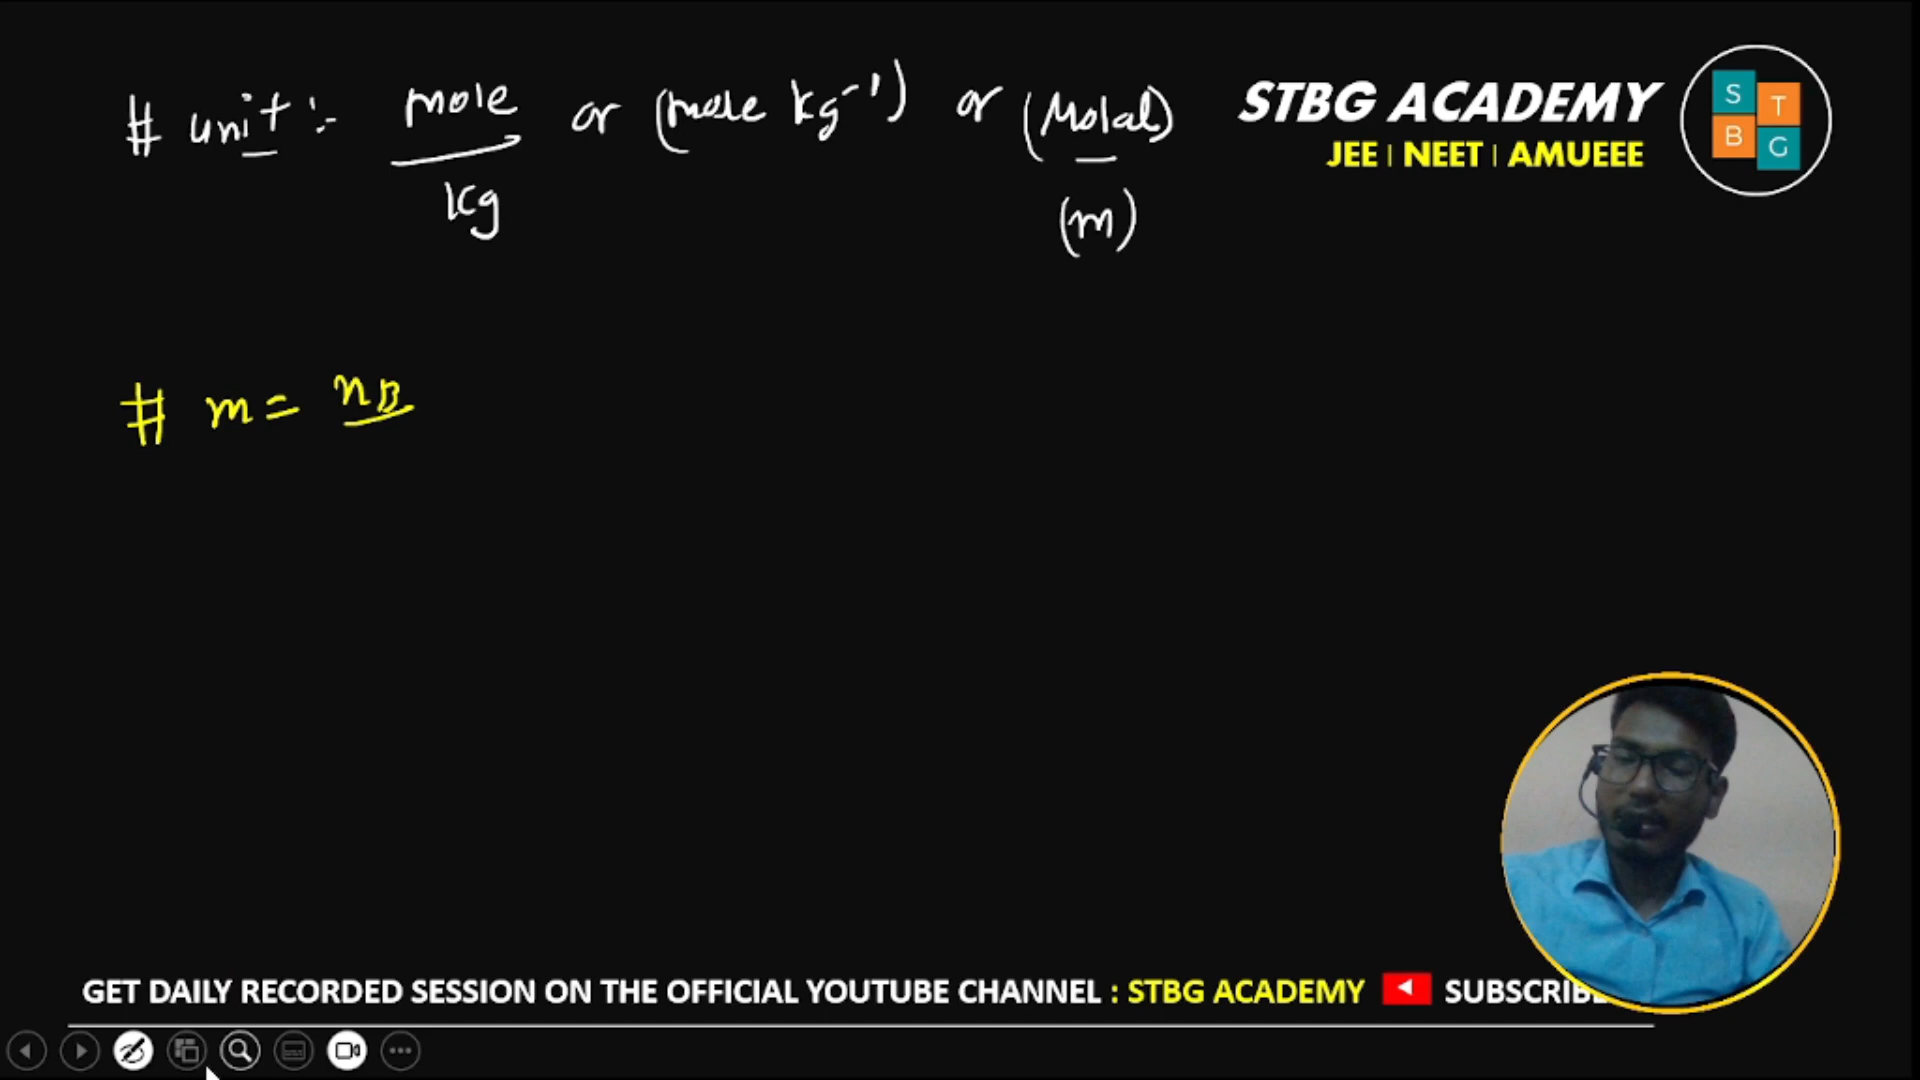 # unit :- mole/kg or (mole kg⁻¹) or (Molal)
(m)
STBG ACADEMY
JEE | NEET | AMUEEE
S T
B G
# m = nB
GET DAILY RECORDED SESSION ON THE OFFICIAL YOUTUBE CHANNEL : STBG ACADEMY SUBSCRIBE